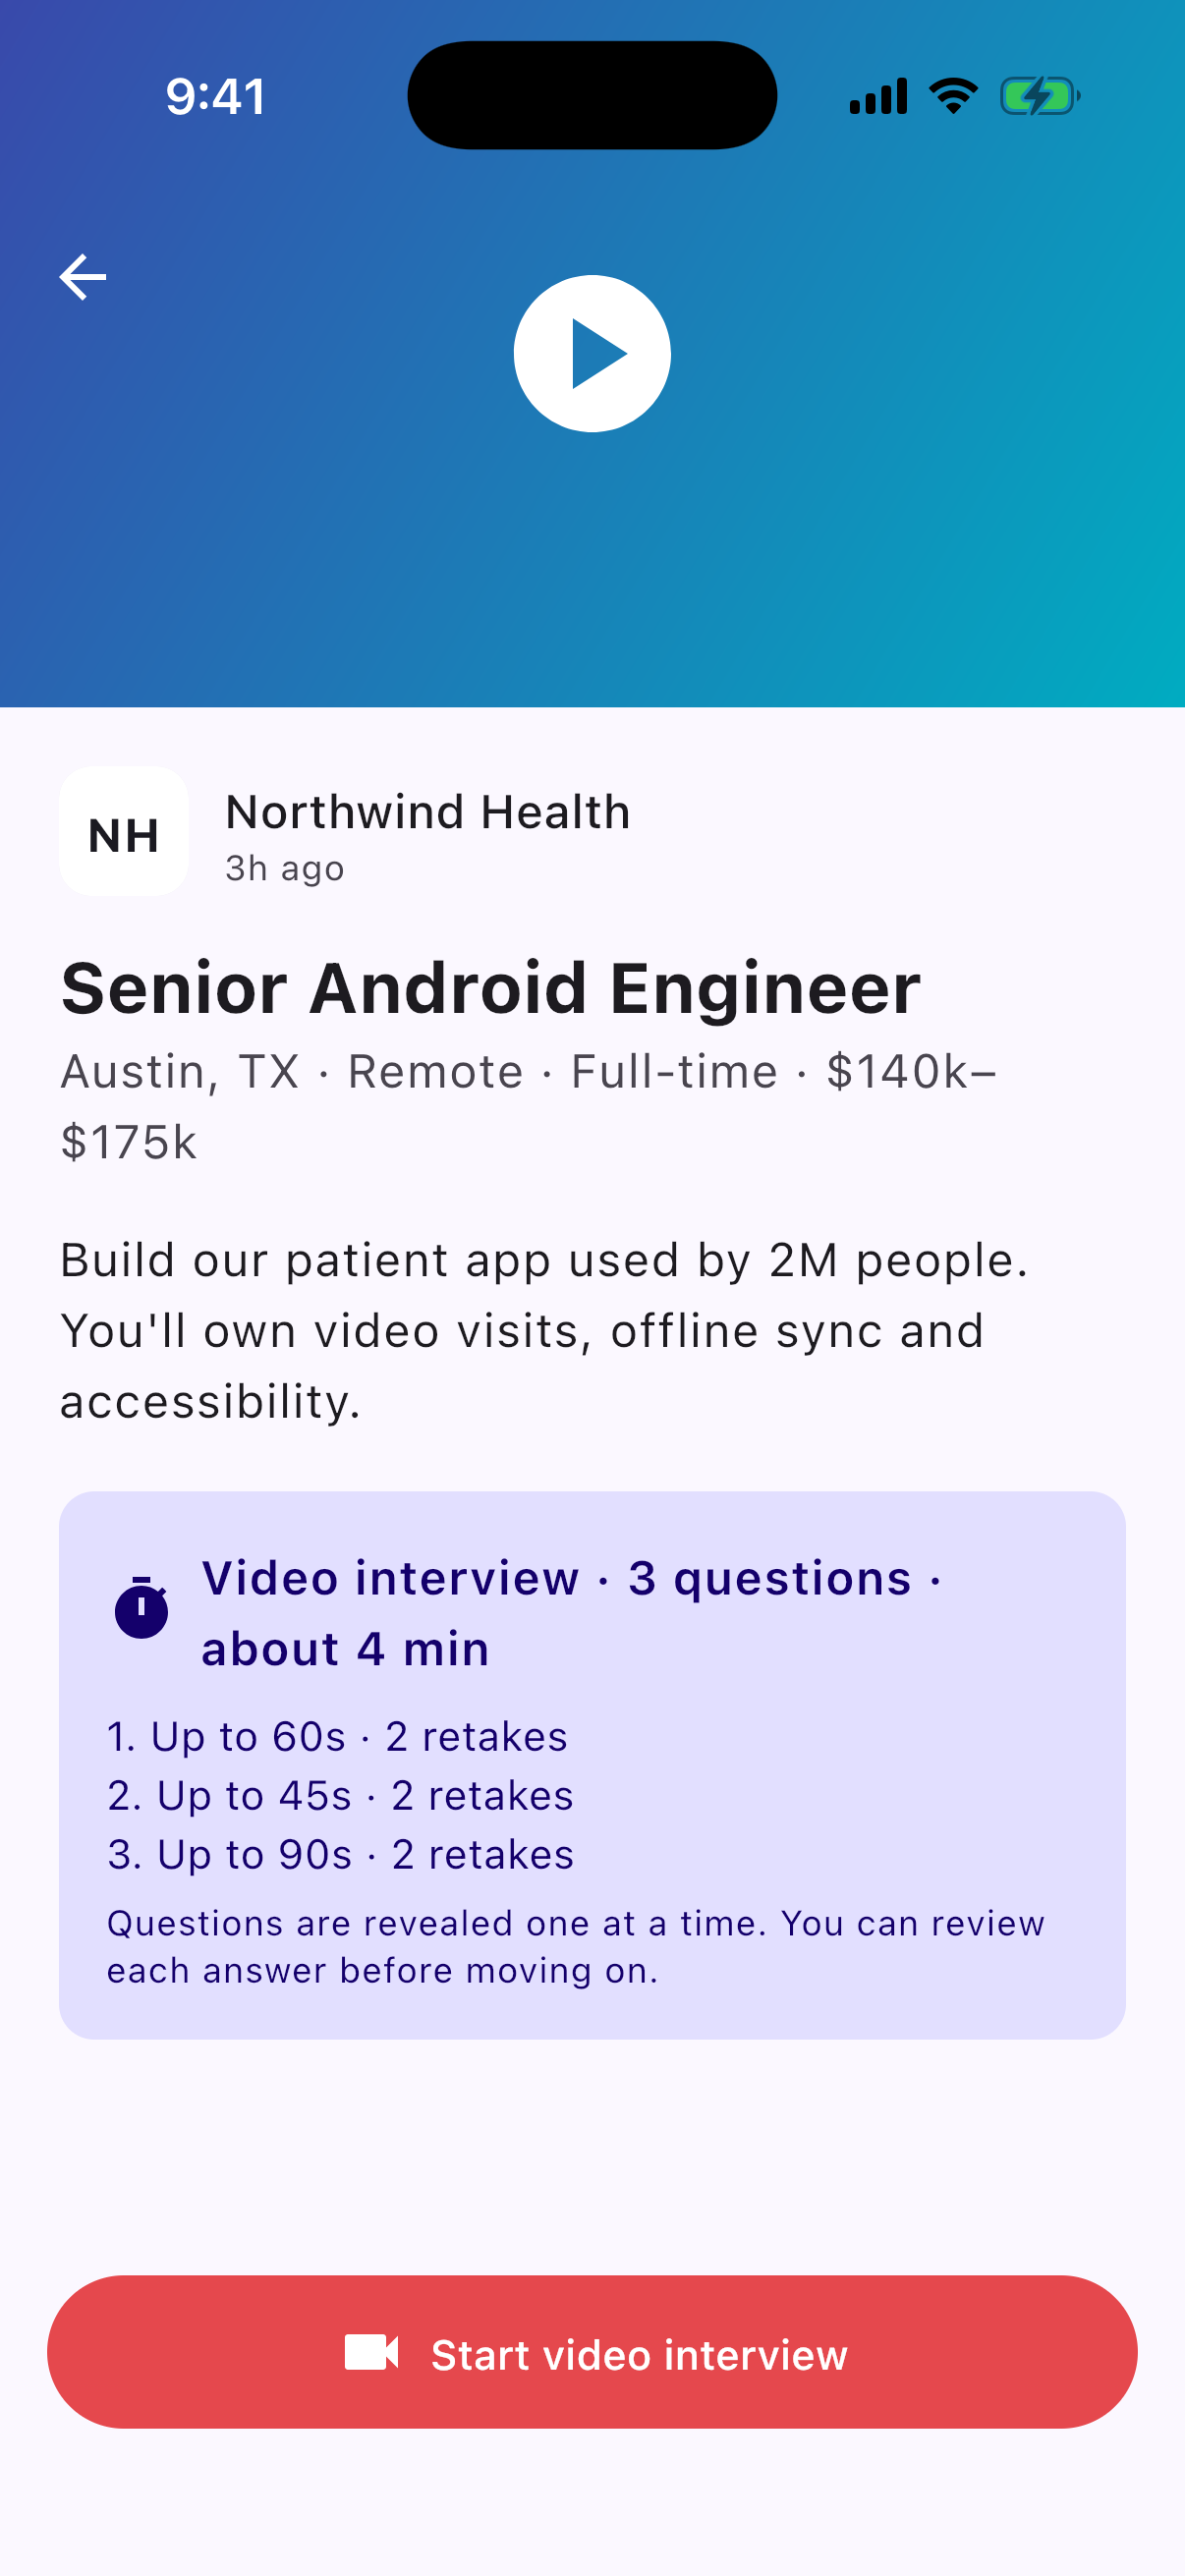 9:41
NH
Northwind Health
3h ago
Senior Android Engineer
Austin, TX · Remote · Full-time · $140k–
$175k
Build our patient app used by 2M people.
You'll own video visits, offline sync and
accessibility.
Video interview · 3 questions ·
about 4 min
1. Up to 60s · 2 retakes
2. Up to 45s · 2 retakes
3. Up to 90s · 2 retakes
Questions are revealed one at a time. You can review
each answer before moving on.
Start video interview